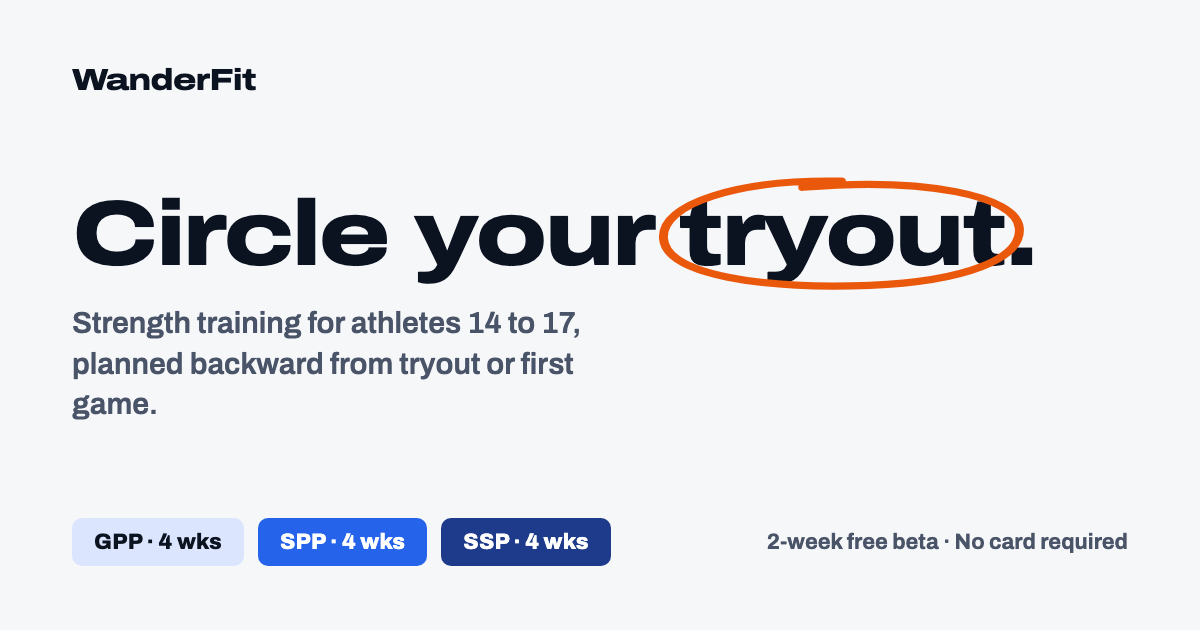 WanderFit
Circle your tryout.
Strength training for athletes 14 to 17,
planned backward from tryout or first
game.
GPP · 4 wks
SPP · 4 wks
SSP · 4 wks
2-week free beta · No card required